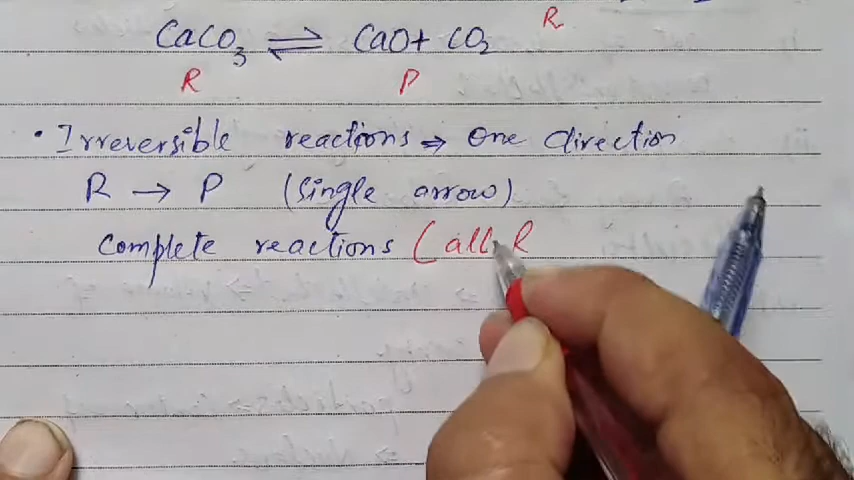 R
CaCO₃ ⇌ CaO + CO₂
R P
• Irreversible reactions ⇒ One direction
R → P (single arrow)
Complete reactions (all R